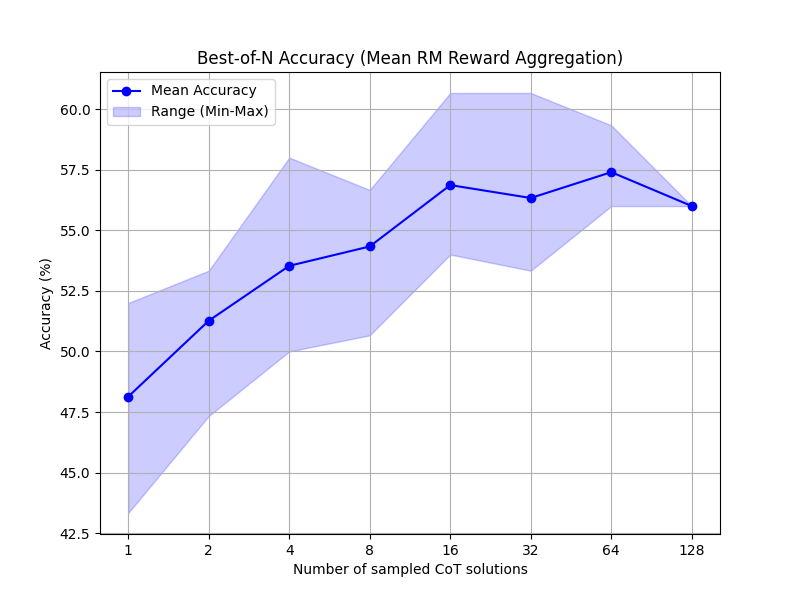 Best-of-N Accuracy (Mean RM Reward Aggregation)
Mean Accuracy
Range (Min-Max)
60.0
57.5
55.0
52.5
50.0
47.5
45.0
42.5
Accuracy (%)
1 2 4 8 16 32 64 128
Number of sampled CoT solutions